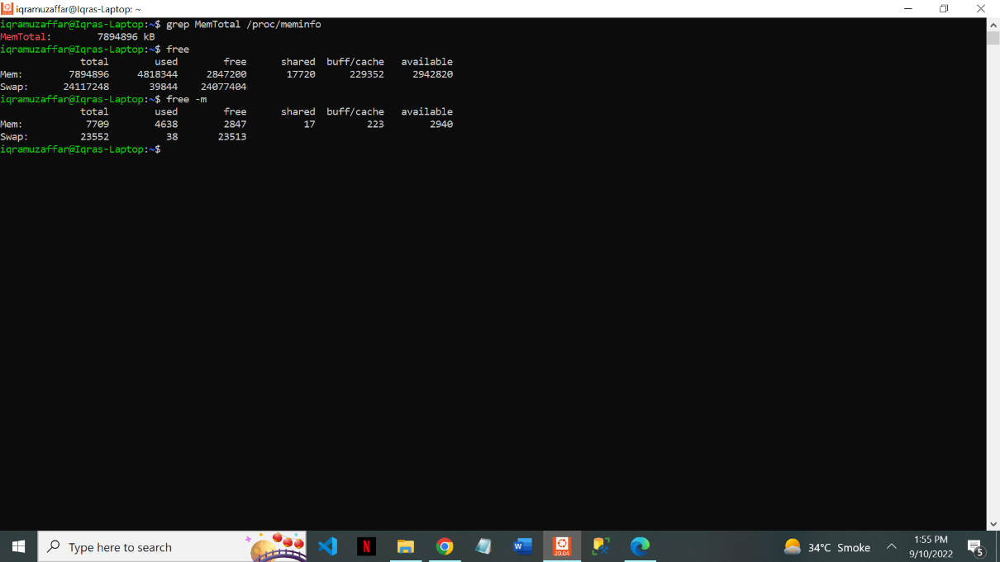 iqramuzaffar@Iqras-Laptop: ~
iqramuzaffar@Iqras-Laptop:~$ grep MemTotal /proc/meminfo
MemTotal:        7894896 kB
iqramuzaffar@Iqras-Laptop:~$ free
              total        used        free      shared  buff/cache   available
Mem:        7894896     4818344     2847200       17720      229352     2942820
Swap:      24117248       39844    24077404
iqramuzaffar@Iqras-Laptop:~$ free -m
              total        used        free      shared  buff/cache   available
Mem:           7709        4638        2847          17         223        2940
Swap:         23552          38       23513
iqramuzaffar@Iqras-Laptop:~$
Type here to search
N
W
20.04
34°C Smoke
1:55 PM
9/10/2022
5